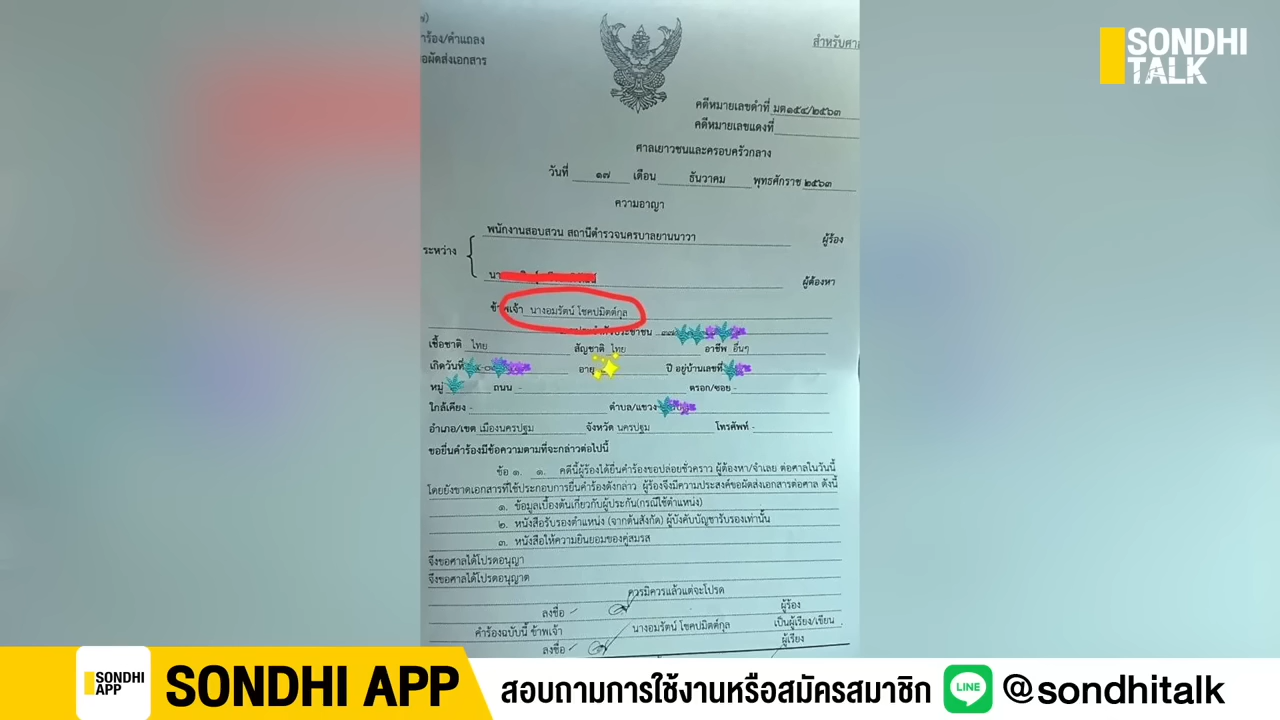 ๗)
าร้อง/คำแถลง
อผัดส่งเอกสาร
สำหรับศาล
SONDHI
TALK
คดีหมายเลขดำที่ มต๑๕๔/๒๕๖๓
คดีหมายเลขแดงที่
ศาลเยาวชนและครอบครัวกลาง
วันที่ ๑๗ เดือน ธันวาคม พุทธศักราช ๒๕๖๓
ความอาญา
ระหว่าง
พนักงานสอบสวน สถานีตำรวจนครบาลยานนาวา ผู้ร้อง
ผู้ต้องหา
ข้าพเจ้า นางอมรัตน์ โชคปมิตต์กุล
เชื้อชาติ ไทย สัญชาติ ไทย อาชีพ อื่นๆ
เกิดวันที่ อายุ ปี อยู่บ้านเลขที่
หมู่ ถนน - ตรอก/ซอย -
ใกล้เคียง - ตำบล/แขวง
อำเภอ/เขต เมืองนครปฐม จังหวัด นครปฐม โทรศัพท์ -
ขอยื่นคำร้องมีข้อความตามที่จะกล่าวต่อไปนี้
ข้อ ๑. ๑. คดีนี้ผู้ร้องได้ยื่นคำร้องขอปล่อยชั่วคราว ผู้ต้องหา/จำเลย ต่อศาลในวันนี้
โดยยังขาดเอกสารที่ใช้ประกอบการยื่นคำร้องดังกล่าว ผู้ร้องจึงมีความประสงค์ขอผัดส่งเอกสารต่อศาล ดังนี้
๑. ข้อมูลเบื้องต้นเกี่ยวกับผู้ประกัน(กรณีใช้ตำแหน่ง)
๒. หนังสือรับรองตำแหน่ง (จากต้นสังกัด) ผู้บังคับบัญชารับรองเท่านั้น
๓. หนังสือให้ความยินยอมของคู่สมรส
จึงขอศาลได้โปรดอนุญา
จึงขอศาลได้โปรดอนุญาต
ควรมิควรแล้วแต่จะโปรด
ลงชื่อ ผู้ร้อง
คำร้องฉบับนี้ ข้าพเจ้า นางอมรัตน์ โชคปมิตต์กุล เป็นผู้เรียง/เขียน
ลงชื่อ ผู้เรียง
SONDHI
APP
SONDHI APP
สอบถามการใช้งานหรือสมัครสมาชิก
LINE
@sondhitalk